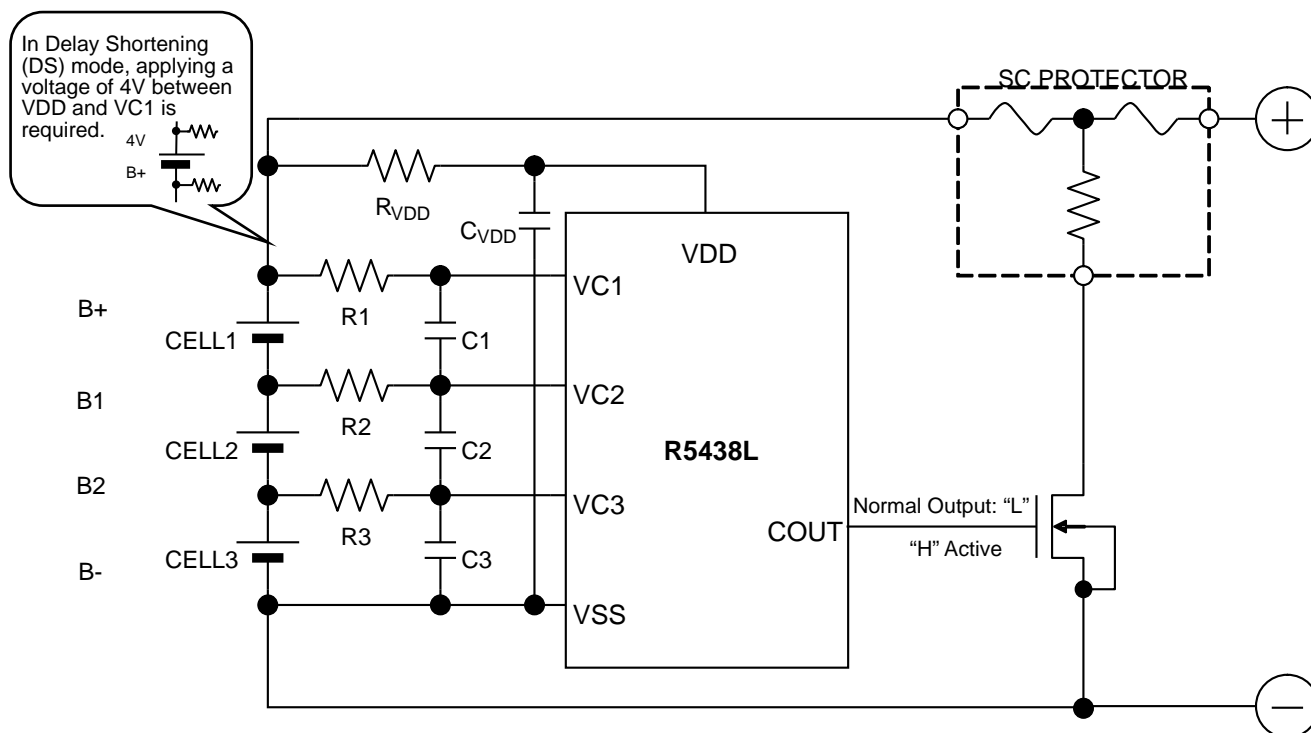 In Delay Shortening
(DS) mode, applying a
voltage of 4V between
VDD and VC1 is
required.
4V
B+
SC PROTECTOR
RVDD
CVDD
VDD
VC1
R1
B+
CELL1
C1
B1
VC2
R2
CELL2
C2
R5438L
B2
VC3
R3
Normal Output: “L”
COUT
“H” Active
CELL3
C3
B-
VSS